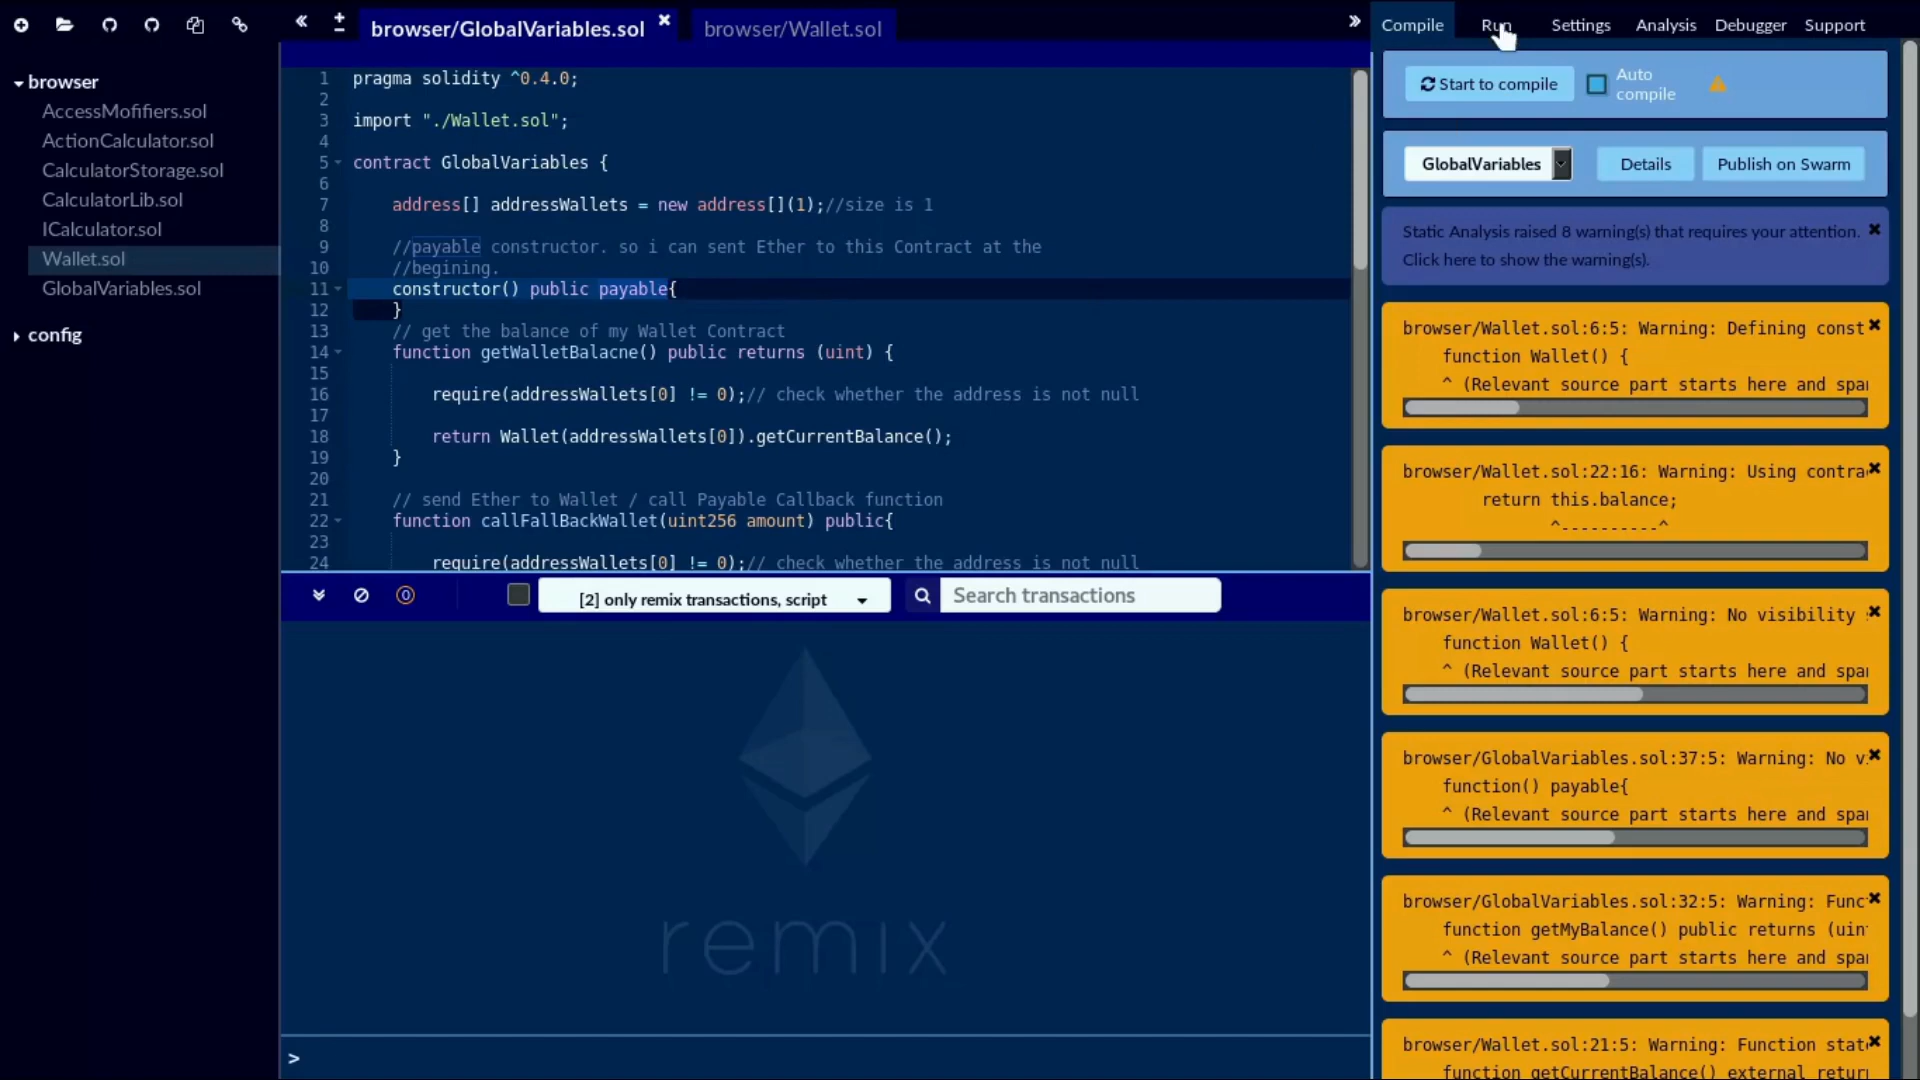 browser
AccessMofifiers.sol
ActionCalculator.sol
CalculatorStorage.sol
CalculatorLib.sol
ICalculator.sol
Wallet.sol
GlobalVariables.sol
config
browser/GlobalVariables.sol
browser/Wallet.sol
1 pragma solidity ^0.4.0;
2
3 import "./Wallet.sol";
4
5 contract GlobalVariables {
6
7 address[] addressWallets = new address[](1);//size is 1
8
9 //payable constructor. so i can sent Ether to this Contract at the
10 //begining.
11 constructor() public payable{
12 }
13 // get the balance of my Wallet Contract
14 function getWalletBalacne() public returns (uint) {
15
16 require(addressWallets[0] != 0);// check whether the address is not null
17
18 return Wallet(addressWallets[0]).getCurrentBalance();
19 }
20
21 // send Ether to Wallet / call Payable Callback function
22 function callFallBackWallet(uint256 amount) public{
23
24 require(addressWallets[0] != 0);// check whether the address is not null
0
[2] only remix transactions, script
Search transactions
remix
>
Compile
Run
Settings
Analysis
Debugger
Support
Start to compile
Auto
compile
GlobalVariables
Details
Publish on Swarm
Static Analysis raised 8 warning(s) that requires your attention.
Click here to show the warning(s).
browser/Wallet.sol:6:5: Warning: Defining const
function Wallet() {
^ (Relevant source part starts here and spa
browser/Wallet.sol:22:16: Warning: Using contra
return this.balance;
^----------^
browser/Wallet.sol:6:5: Warning: No visibility
function Wallet() {
^ (Relevant source part starts here and spa
browser/GlobalVariables.sol:37:5: Warning: No v
function() payable{
^ (Relevant source part starts here and spa
browser/GlobalVariables.sol:32:5: Warning: Func
function getMyBalance() public returns (uin
^ (Relevant source part starts here and spa
browser/Wallet.sol:21:5: Warning: Function stat
function getCurrentBalance() external retur